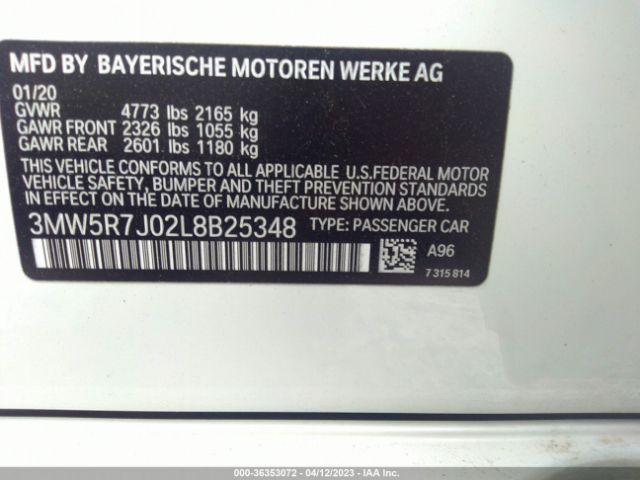 MFD BY BAYERISCHE MOTOREN WERKE AG
01/20
GVWR 4773 lbs 2165 kg
GAWR FRONT 2326 lbs 1055 kg
GAWR REAR 2601 lbs 1180 kg
THIS VEHICLE CONFORMS TO ALL APPLICABLE U.S.FEDERAL MOTOR
VEHICLE SAFETY, BUMPER AND THEFT PREVENTION STANDARDS
IN EFFECT ON THE DATE OF MANUFACTURE SHOWN ABOVE.
3MW5R7J02L8B25348 TYPE: PASSENGER CAR
A96
7 315 814
000-36353072 - 04/12/2023 - IAAI.COM